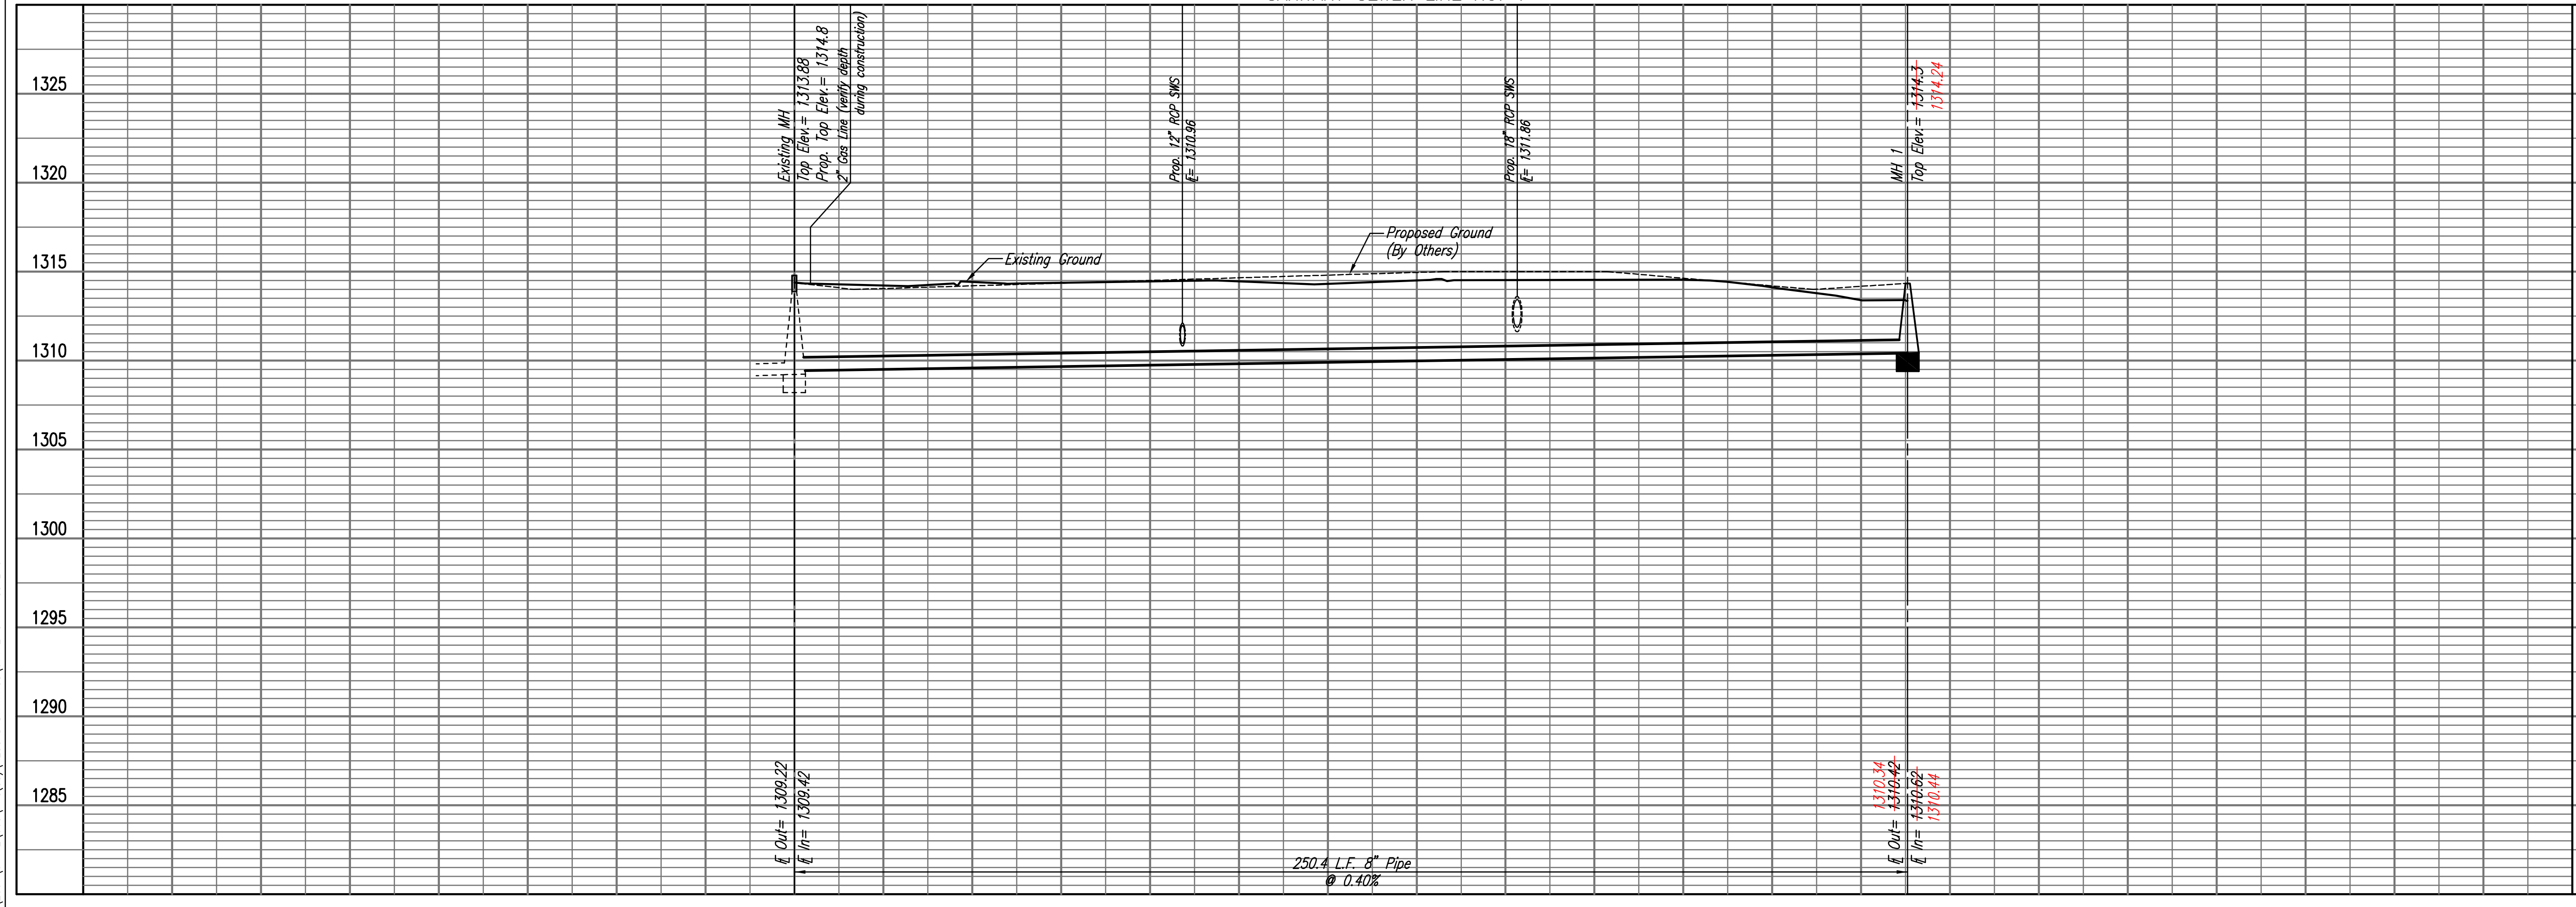 1325
1320
1315
1310
1305
1300
1295
1290
1285
Existing MH
Top Elev.= 1313.88
Prop. Top Elev.= 1314.8
2" Gas Line (verify depth
during construction)
Prop. 12" RCP SWS
℄= 1310.96
Prop. 18" RCP SWS
℄= 1311.86
MH 1
Top Elev.= 1314.3
1314.24
Existing Ground
Proposed Ground
(By Others)
℄ Out= 1309.22
℄ In= 1309.42
250.4 L.F. 8" Pipe
@ 0.40%
1310.34
℄ Out= 1310.42
℄ In= 1310.62
1310.44